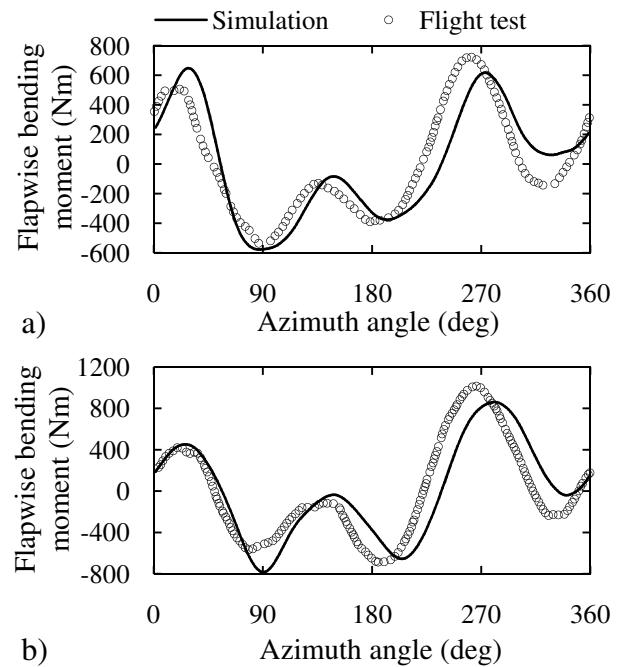 Simulation Flight test
800
600
400
200
0
-200
-400
-600
Flapwise bending
moment (Nm)
0 90 180 270 360
a) Azimuth angle (deg)
1200
800
400
0
-400
-800
Flapwise bending
moment (Nm)
0 90 180 270 360
b) Azimuth angle (deg)